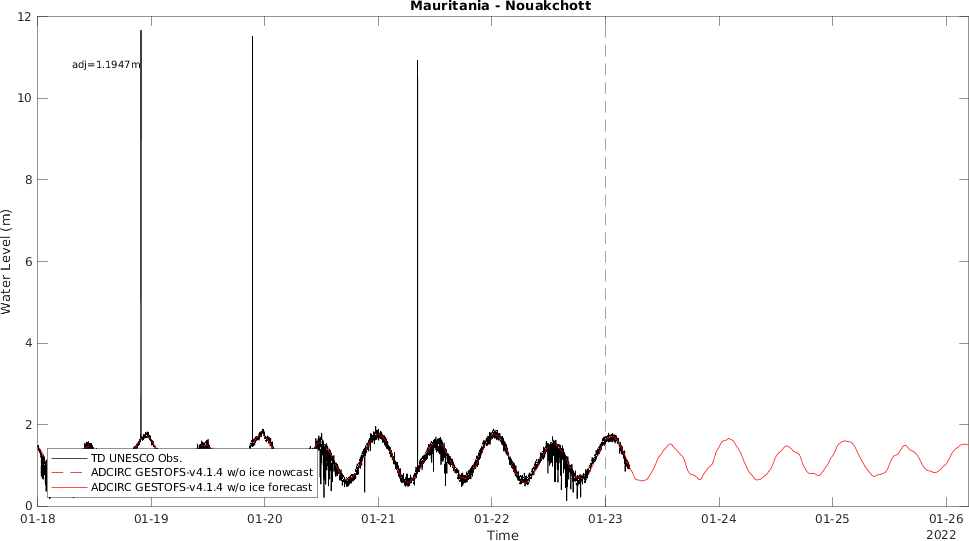 Mauritania - Nouakchott
12
adj=1.1947m
10
8
6
4
2
0
Water Level (m)
TD UNESCO Obs.
ADCIRC GESTOFS-v4.1.4 w/o ice nowcast
ADCIRC GESTOFS-v4.1.4 w/o ice forecast
01-18 01-19 01-20 01-21 01-22 01-23 01-24 01-25 01-26
Time
2022